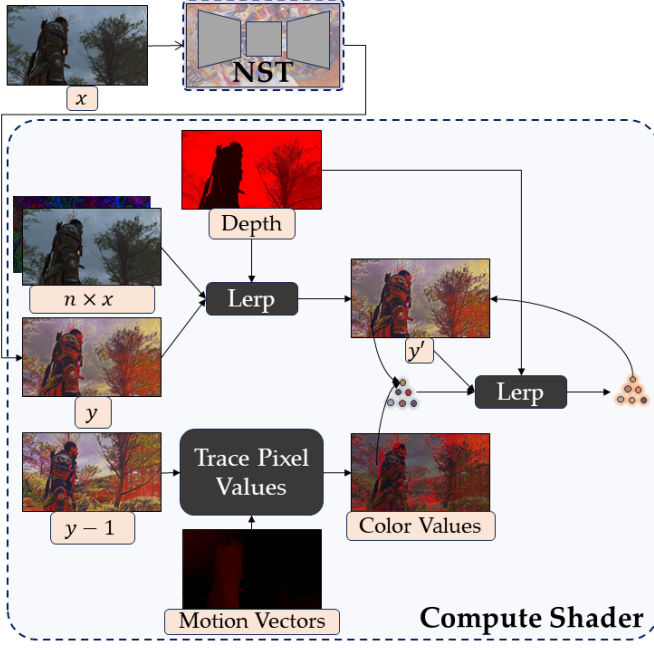 x
NST
Depth
n × x
Lerp
y
y′
Lerp
Trace Pixel
Values
y − 1
Color Values
Motion Vectors
Compute Shader